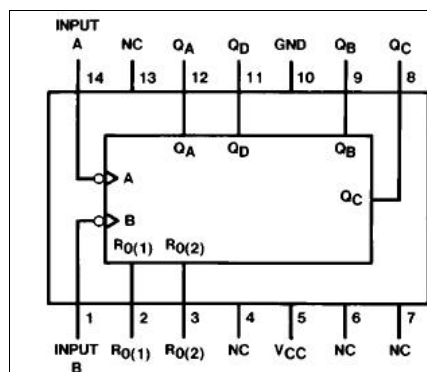 INPUT
A NC QA QD GND QB QC
14 13 12 11 10 9 8
QA QD QB
A
QC
B
R0(1) R0(2)
1 2 3 4 5 6 7
INPUT R0(1) R0(2) NC VCC NC NC
B